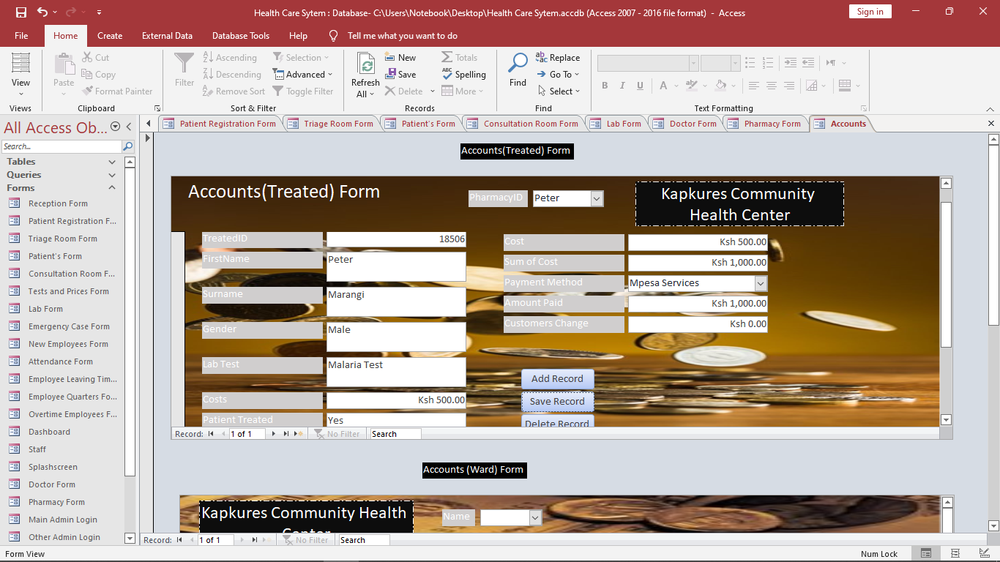 Health Care Sytem : Database- C:\Users\Notebook\Desktop\Health Care Sytem.accdb (Access 2007 - 2016 file format) - Access
Sign in
File Home Create External Data Database Tools Help Tell me what you want to do
View
Views
Paste
Cut
Copy
Format Painter
Clipboard
Filter
Ascending
Descending
Remove Sort
Selection
Advanced
Toggle Filter
Sort & Filter
Refresh
All
New
Save
Delete
Totals
Spelling
More
Records
Find
Replace
Go To
Select
Find
B I U A
Text Formatting
All Access Ob...
Search...
Tables
Queries
Forms
Reception Form
Patient Registration F...
Triage Room Form
Patient's Form
Consultation Room F...
Tests and Prices Form
Lab Form
Emergency Case Form
New Employees Form
Attendance Form
Employee Leaving Tim...
Employee Quarters Fo...
Overtime Employees F...
Dashboard
Staff
Splashscreen
Doctor Form
Pharmacy Form
Main Admin Login
Other Admin Login
Patient Registration Form Triage Room Form Patient's Form Consultation Room Form Lab Form Doctor Form Pharmacy Form Accounts
Accounts(Treated) Form
Accounts(Treated) Form
PharmacyID Peter
Kapkures Community
Health Center
TreatedID 18506
FirstName Peter
Surname Marangi
Gender Male
Lab Test Malaria Test
Costs Ksh 500.00
Patient Treated Yes
Cost Ksh 500.00
Sum of Cost Ksh 1,000.00
Payment Method Mpesa Services
Amount Paid Ksh 1,000.00
Customers Change Ksh 0.00
Add Record
Save Record
Delete Record
Record: 1 of 1 No Filter Search
Accounts (Ward) Form
Kapkures Community Health
Center
Name
Record: 1 of 1 No Filter Search
Form View
Num Lock